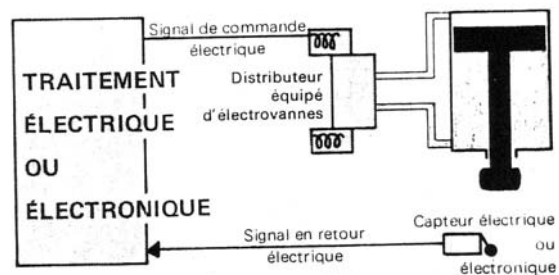 Signal de commande
électrique
TRAITEMENT
ÉLECTRIQUE
OU
ÉLECTRONIQUE
Distributeur
équipé
d'électrovannes
Signal en retour
électrique
Capteur électrique
ou
électronique